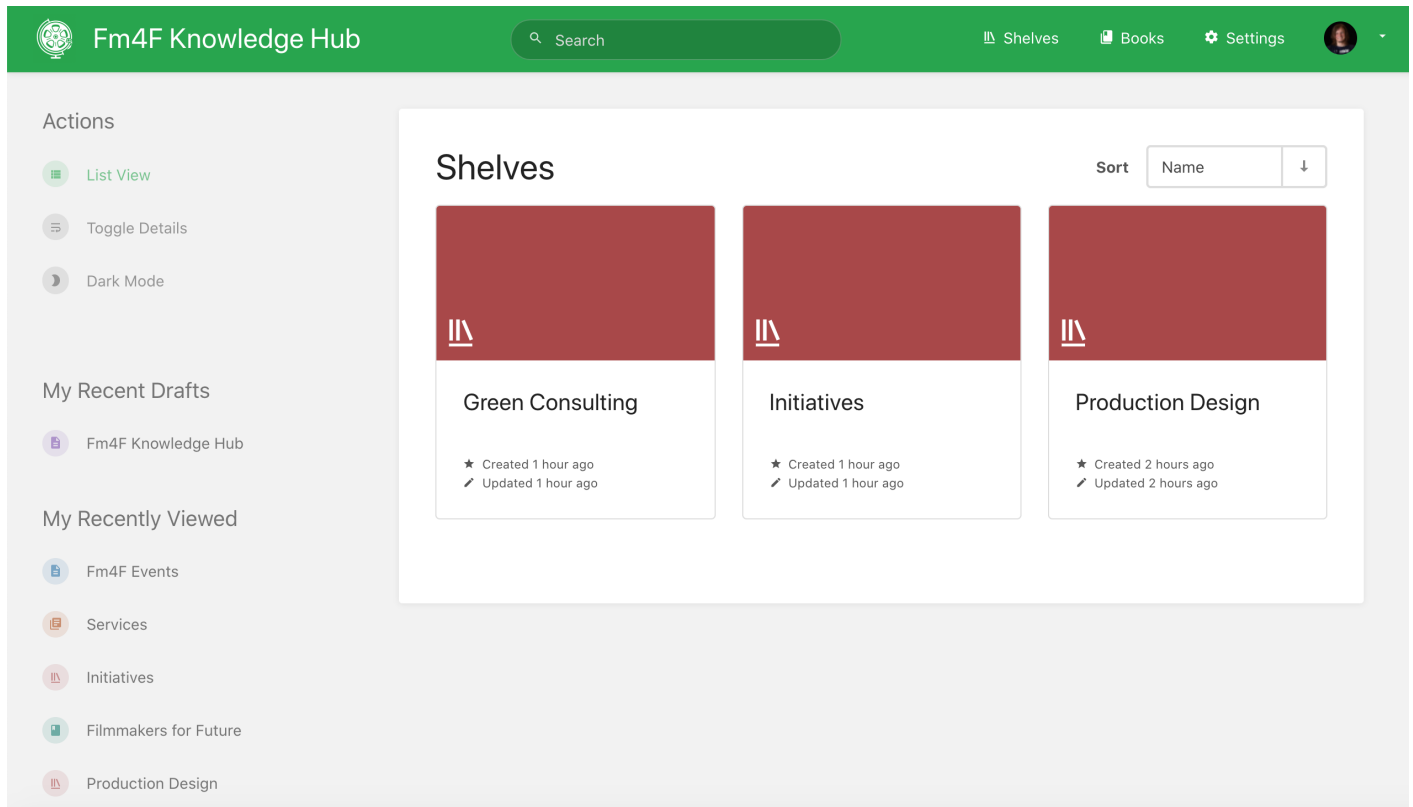 Fm4F Knowledge Hub
Search
Shelves
Books
Settings
Actions
List View
Toggle Details
Dark Mode
My Recent Drafts
Fm4F Knowledge Hub
My Recently Viewed
Fm4F Events
Services
Initiatives
Filmmakers for Future
Production Design
Shelves
Sort
Name
Green Consulting
Created 1 hour ago
Updated 1 hour ago
Initiatives
Created 1 hour ago
Updated 1 hour ago
Production Design
Created 2 hours ago
Updated 2 hours ago